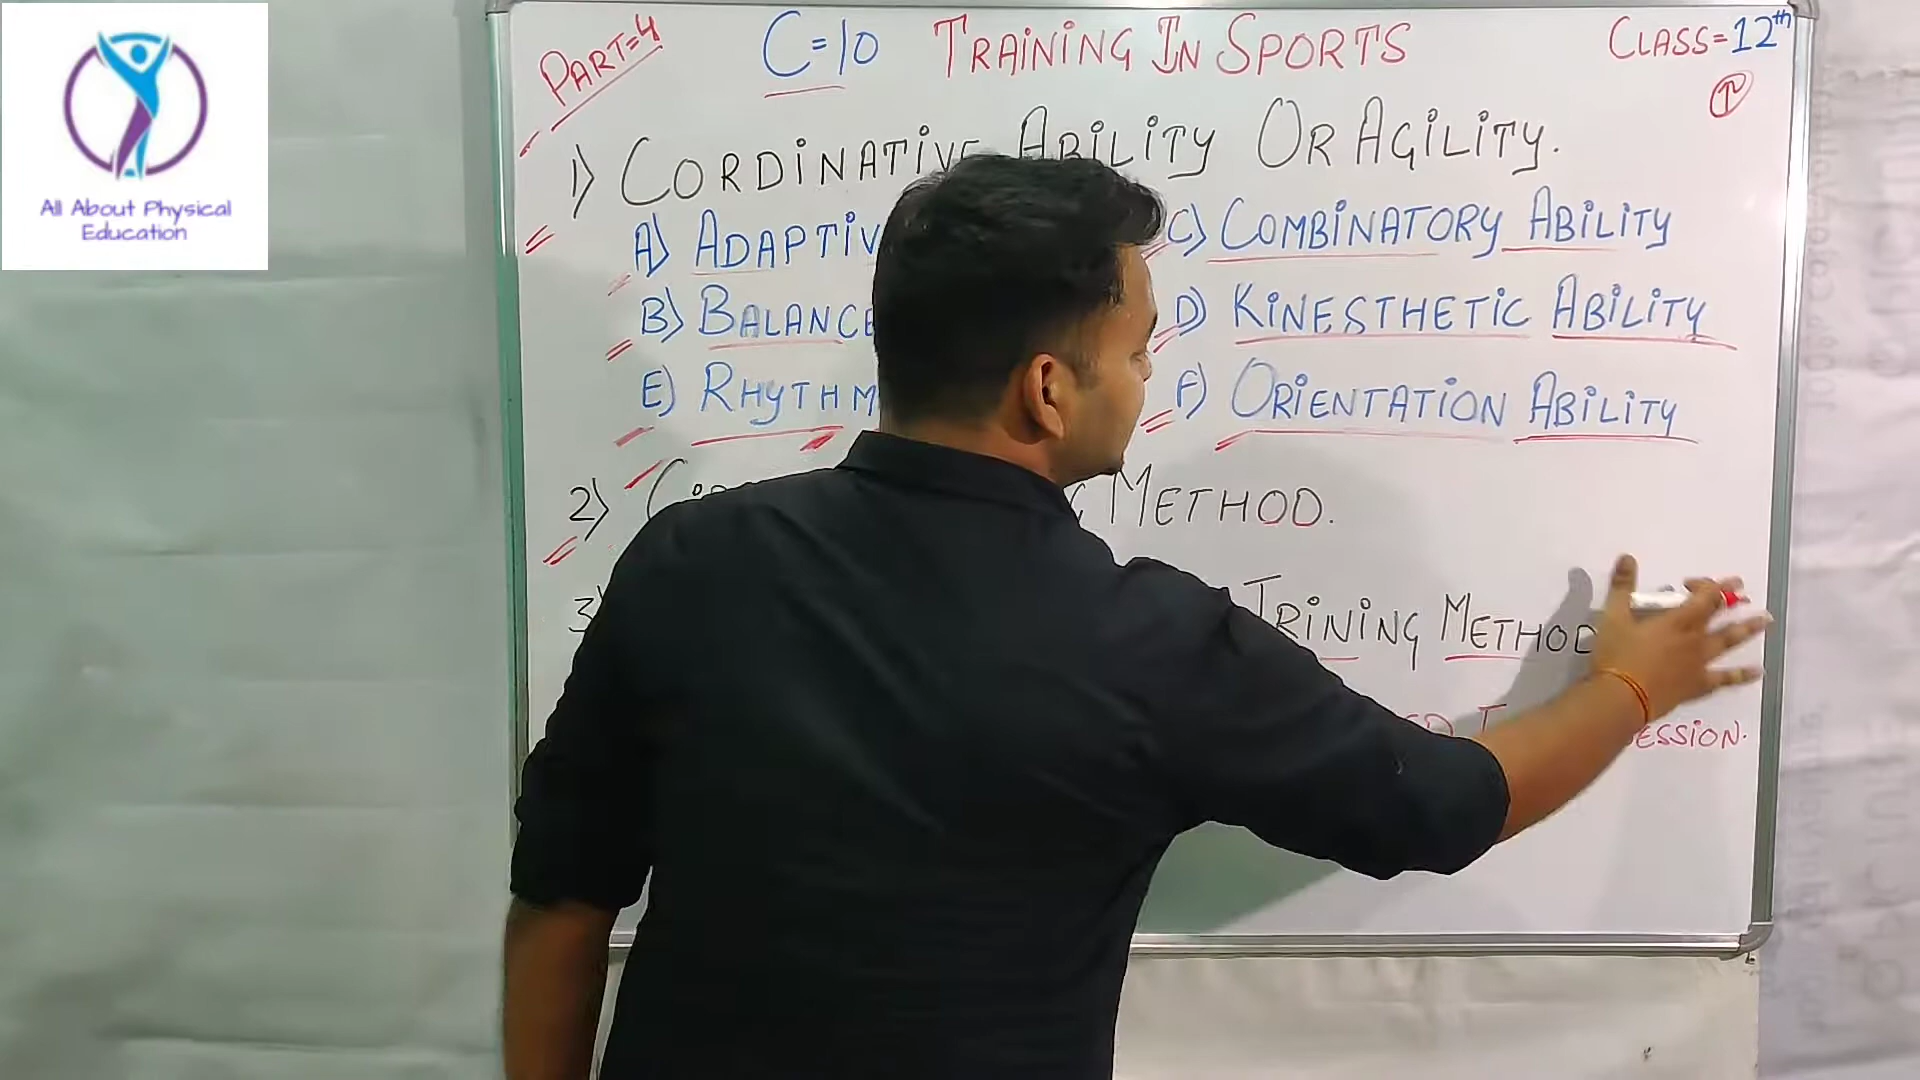 All About Physical
Education
PART=4
C=10 TRAINING IN SPORTS
CLASS=12th
1) CORDINATIVE ABILITY OR AGILITY.
A) ADAPTIV
C) COMBINATORY ABILITY
B) BALANCE
D) KINESTHETIC ABILITY
E) RHYTHM
F) ORIENTATION ABILITY
2) METHOD.
3) TRINING METHOD
ESSION.